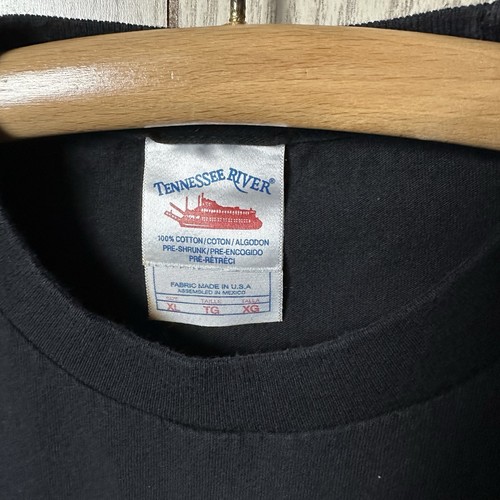 TENNESSEE RIVER®
100% COTTON/COTON/ALGODON
PRE-SHRUNK/PRE-ENCOGIDO
PRÉ-RÉTRÉCI
FABRIC MADE IN U.S.A
ASSEMBLED IN MEXICO
SIZE TAILLE TALLA
XL TG XG